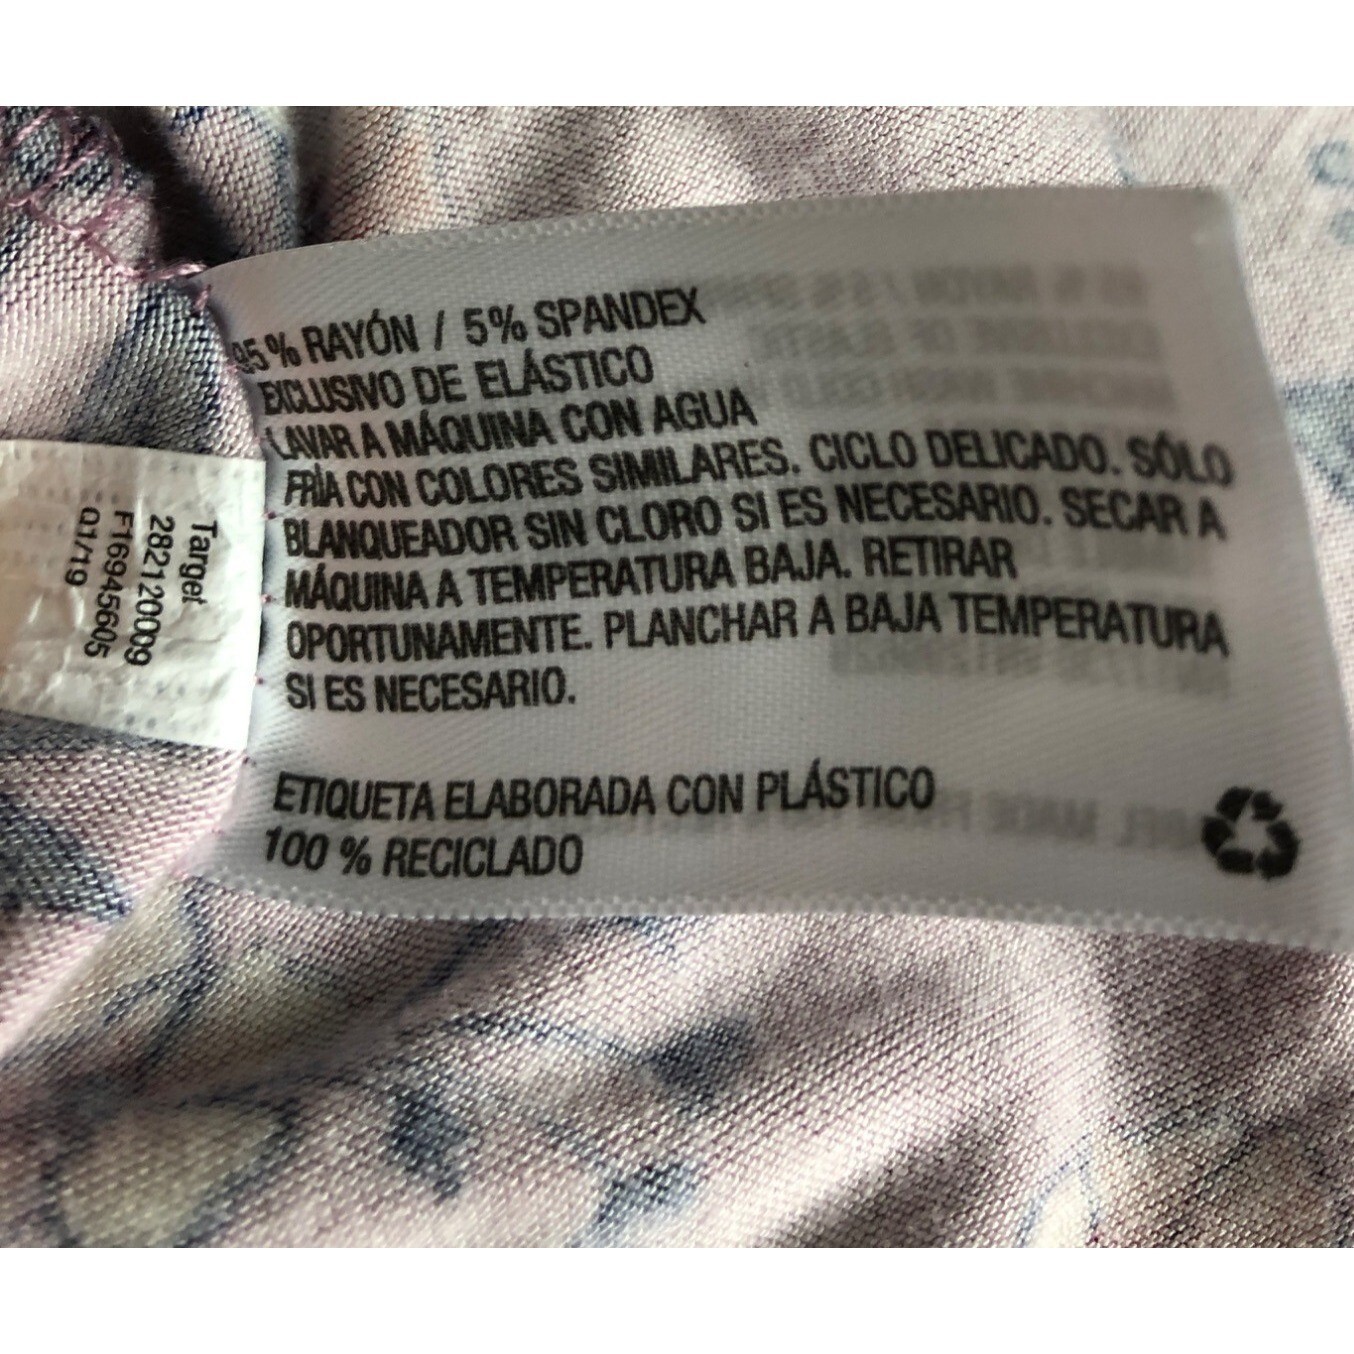 95 % RAYÓN / 5% SPANDEX
EXCLUSIVO DE ELÁSTICO
LAVAR A MÁQUINA CON AGUA
FRÍA CON COLORES SIMILARES. CICLO DELICADO. SÓLO
BLANQUEADOR SIN CLORO SI ES NECESARIO. SECAR A
MÁQUINA A TEMPERATURA BAJA. RETIRAR
OPORTUNAMENTE. PLANCHAR A BAJA TEMPERATURA
SI ES NECESARIO.
ETIQUETA ELABORADA CON PLÁSTICO
100 % RECICLADO
Target
282120009
F16945605
Q1/19